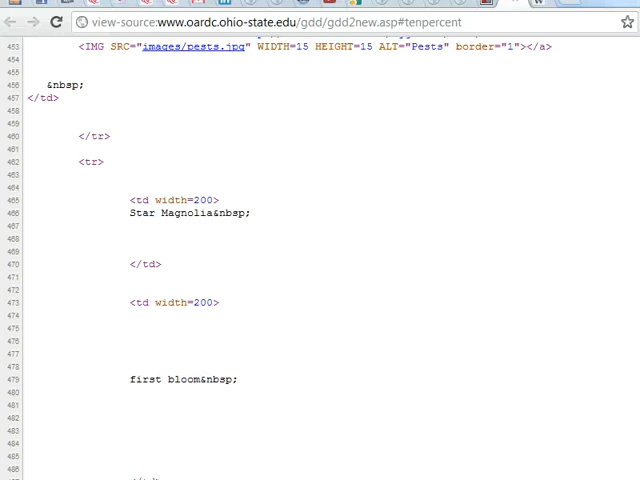 view-source:www.oardc.ohio-state.edu/gdd/gdd2new.asp#tenpercent
453 <IMG SRC="images/pests.jpg" WIDTH=15 HEIGHT=15 ALT="Pests" border="1"></a>
454
455
456 &nbsp;
457 </td>
458
459
460 </tr>
461
462 <tr>
463
464
465 <td width=200>
466 Star Magnolia&nbsp;
467
468
469
470 </td>
471
472
473 <td width=200>
474
475
476
477
478
479 first bloom&nbsp;
480
481
482
483
484
485
486